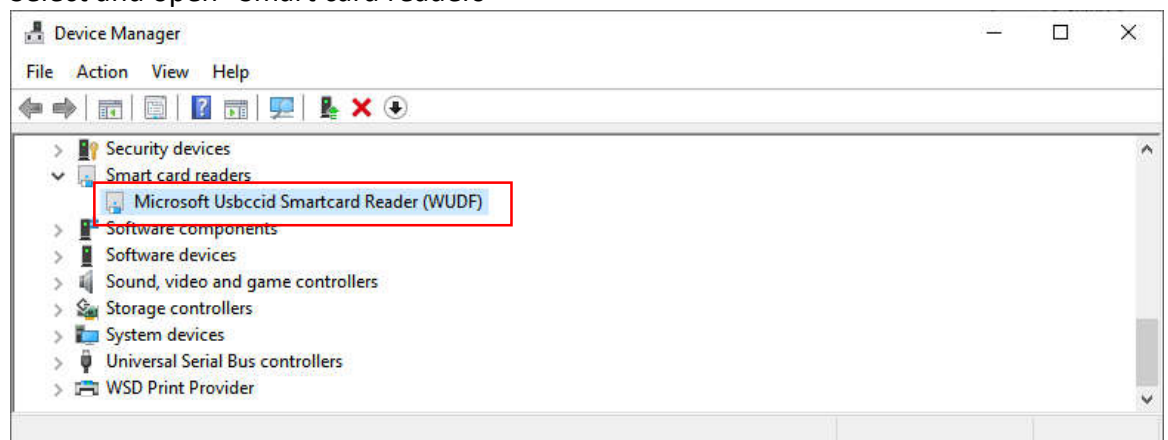 Device Manager
File Action View Help
Security devices
Smart card readers
Microsoft Usbccid Smartcard Reader (WUDF)
Software components
Software devices
Sound, video and game controllers
Storage controllers
System devices
Universal Serial Bus controllers
WSD Print Provider